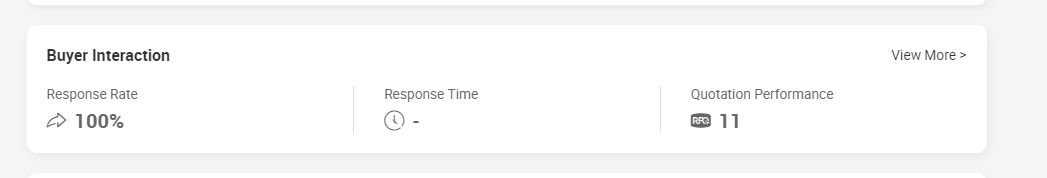 Buyer Interaction
View More >
Response Rate
100%
Response Time
-
Quotation Performance
RFQ 11